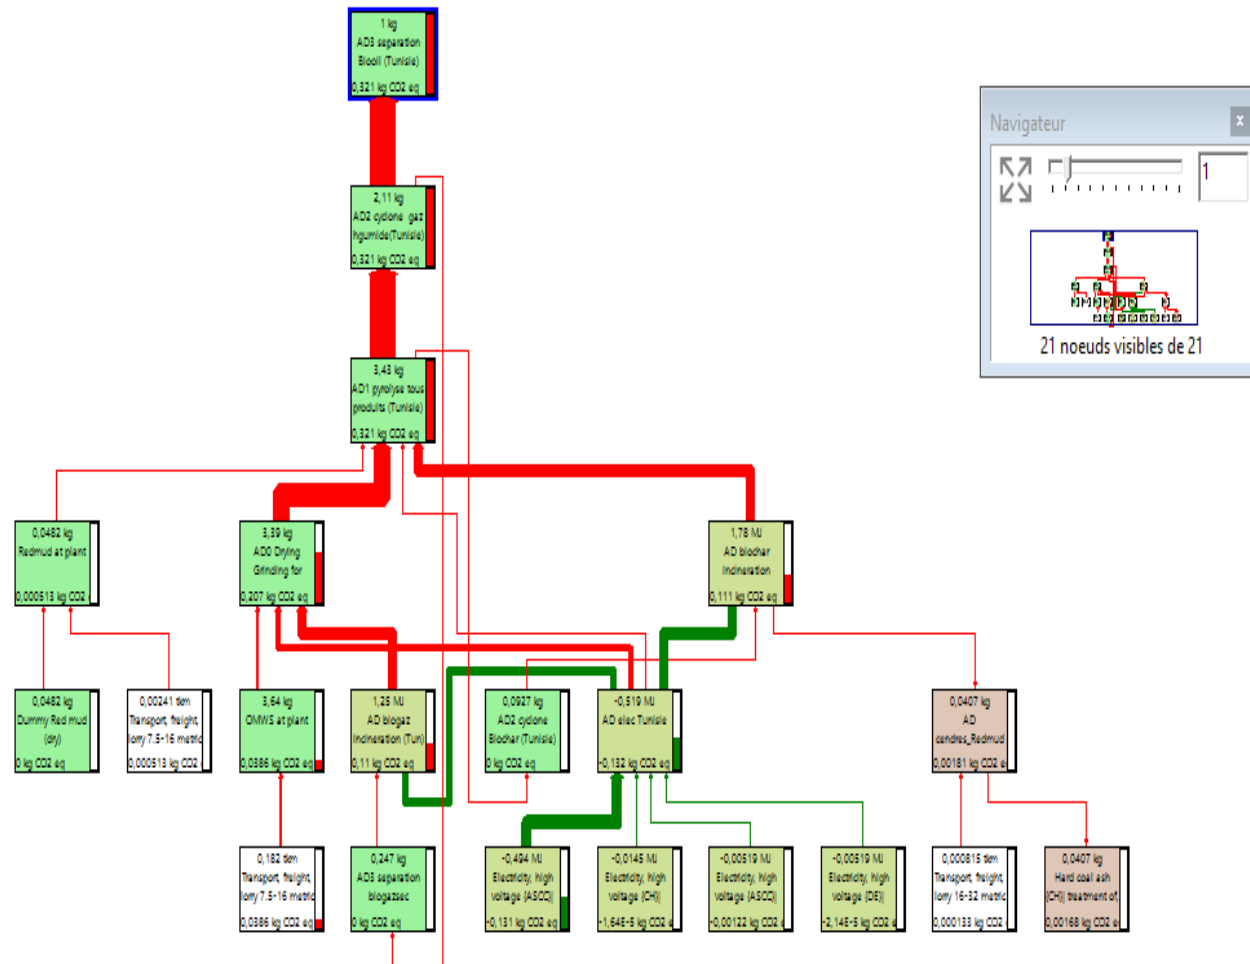 1 kg
AD3 separation
Biooil (Tunisie)
0,321 kg CO2 eq
Navigateur
x
1
21 noeuds visibles de 21
2,11 kg
AD2 cyclone gaz
hgumide(Tunisie)
0,321 kg CO2 eq
3,43 kg
AD1 pyrolyse tous
produits (Tunisie)
0,321 kg CO2 eq
0,0482 kg
Redmud at plant
0,000513 kg CO2
3,39 kg
AD0 Drying
Grinding for
0,207 kg CO2 eq
1,78 MJ
AD biochar
Incineration
0,111 kg CO2 eq
0,0482 kg
Dummy Red mud
(dry)
0 kg CO2 eq
0,00241 tkm
Transport, freight,
lorry 7.5-16 metric
0,000513 kg CO2
3,64 kg
OMWS at plant
0,0386 kg CO2 eq
1,25 MJ
AD biogaz
Incineration (Tun)
0,11 kg CO2 eq
0,0927 kg
AD2 cyclone
Biochar (Tunisie)
0 kg CO2 eq
-0,519 MJ
AD elec Tunisie
-0,132 kg CO2 eq
0,0407 kg
AD
cendres_Redmud
0,00181 kg CO2 e
0,182 tkm
Transport, freight,
lorry 7.5-16 metric
0,0386 kg CO2 eq
0,247 kg
AD3 separation
biogazsec
0 kg CO2 eq
-0,494 MJ
Electricity, high
voltage {ASCC}|
-0,131 kg CO2 eq
-0,0145 MJ
Electricity, high
voltage {CH}|
-1,64E-5 kg CO2
-0,00519 MJ
Electricity, high
voltage {ASCC}|
-0,00122 kg CO2
-0,00519 MJ
Electricity, high
voltage {DE}|
-2,14E-5 kg CO2
0,000815 tkm
Transport, freight,
lorry 16-32 metric
0,000133 kg CO2
0,0407 kg
Hard coal ash
{CH}| treatment of,
0,00168 kg CO2 e